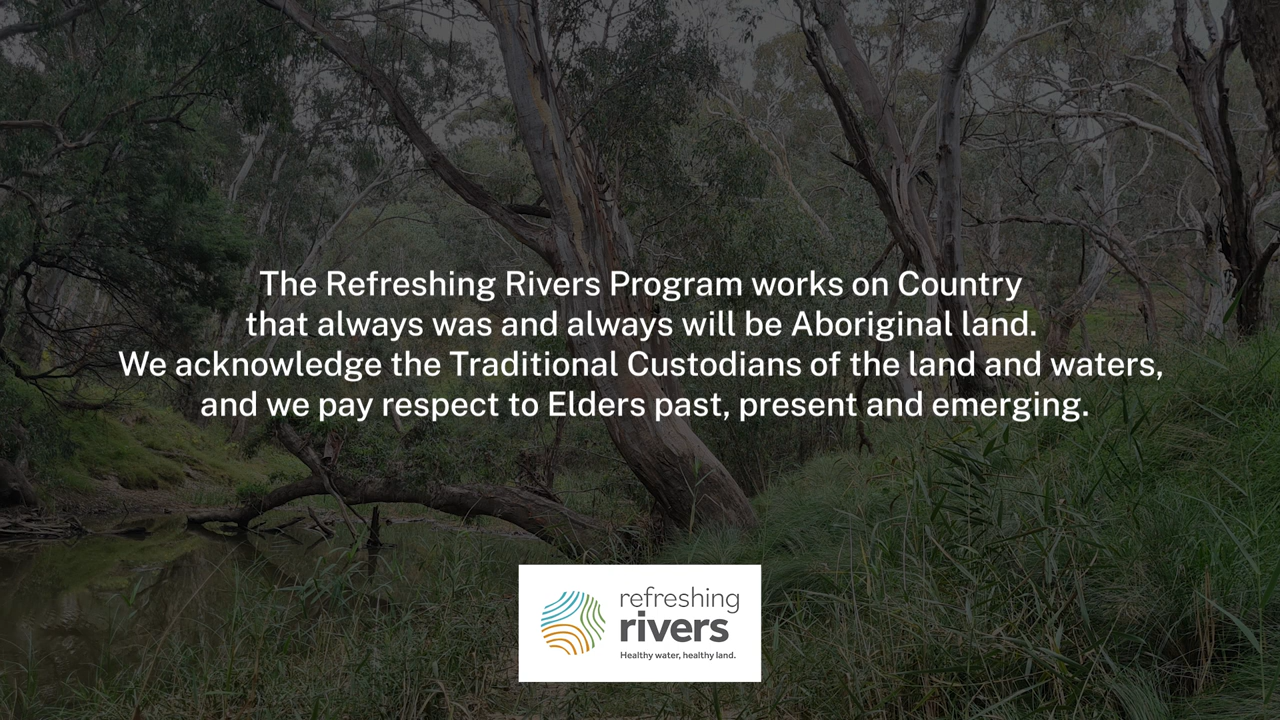 The Refreshing Rivers Program works on Country
that always was and always will be Aboriginal land.
We acknowledge the Traditional Custodians of the land and waters,
and we pay respect to Elders past, present and emerging.
refreshing
rivers
Healthy water, healthy land.